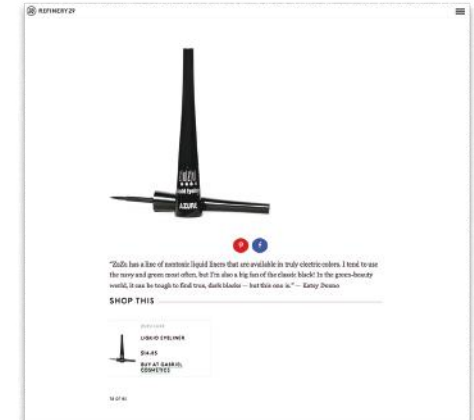 REFINERY29
AZURE
"ZuZu has a line of nontoxic liquid liners that are available in truly electric colors. I tend to use
the navy and green most often, but I'm also a big fan of the classic black! In the green-beauty
world, it can be tough to find true, dark blacks — but this one is." — Katey Denno
SHOP THIS
LIQUID EYELINER
$14.65
BUY AT GABRIEL
COSMETICS